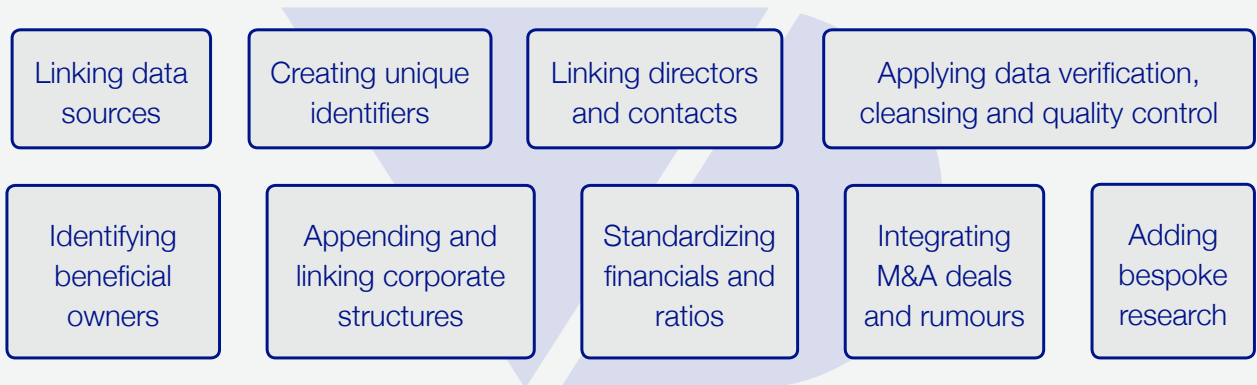 Linking data
sources
Creating unique
identifiers
Linking directors
and contacts
Applying data verification,
cleansing and quality control
Identifying
beneficial
owners
Appending and
linking corporate
structures
Standardizing
financials and
ratios
Integrating
M&A deals
and rumours
Adding
bespoke
research